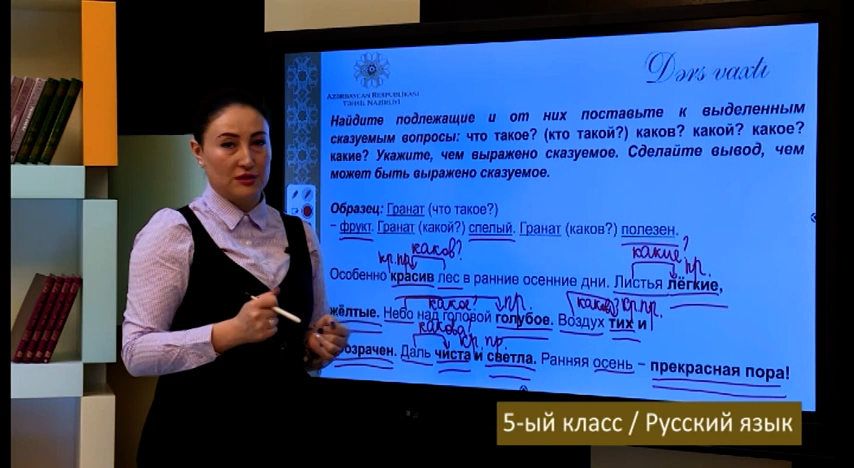 Dərs vaxtı
AZƏRBAYCAN RESPUBLİKASI
TƏHSİL NAZİRLİYİ
Найдите подлежащие и от них поставьте к выделенным
сказуемым вопросы: что такое? (кто такой?) каков? какой? какое?
какие? Укажите, чем выражено сказуемое. Сделайте вывод, чем
может быть выражено сказуемое.
Образец: Гранат (что такое?)
– фрукт. Гранат (какой?) спелый. Гранат (каков?) полезен.
каков? какие?
кр.пр. пр.
Особенно красив лес в ранние осенние дни. Листья лёгкие,
какое? пр. каков? кр.пр.
жёлтые. Небо над головой голубое. Воздух тих и
какова? кр. пр.
озрачен. Даль чиста и светла. Ранняя осень – прекрасная пора!
5-ый класс / Русский язык